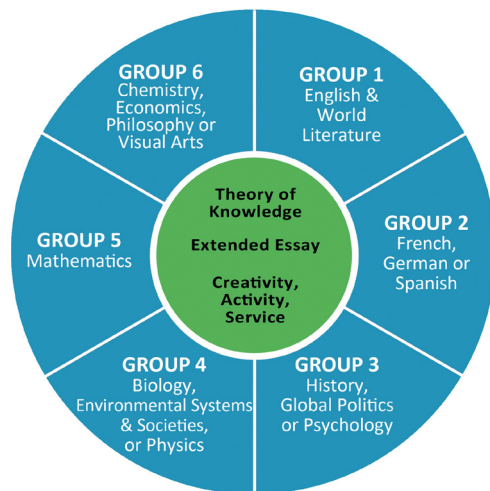 GROUP 6
Chemistry,
Economics,
Philosophy or
Visual Arts
GROUP 1
English &
World
Literature
GROUP 5
Mathematics
Theory of
Knowledge
Extended Essay
Creativity,
Activity,
Service
GROUP 2
French,
German or
Spanish
GROUP 4
Biology,
Environmental Systems
& Societies,
or Physics
GROUP 3
History,
Global Politics
or Psychology